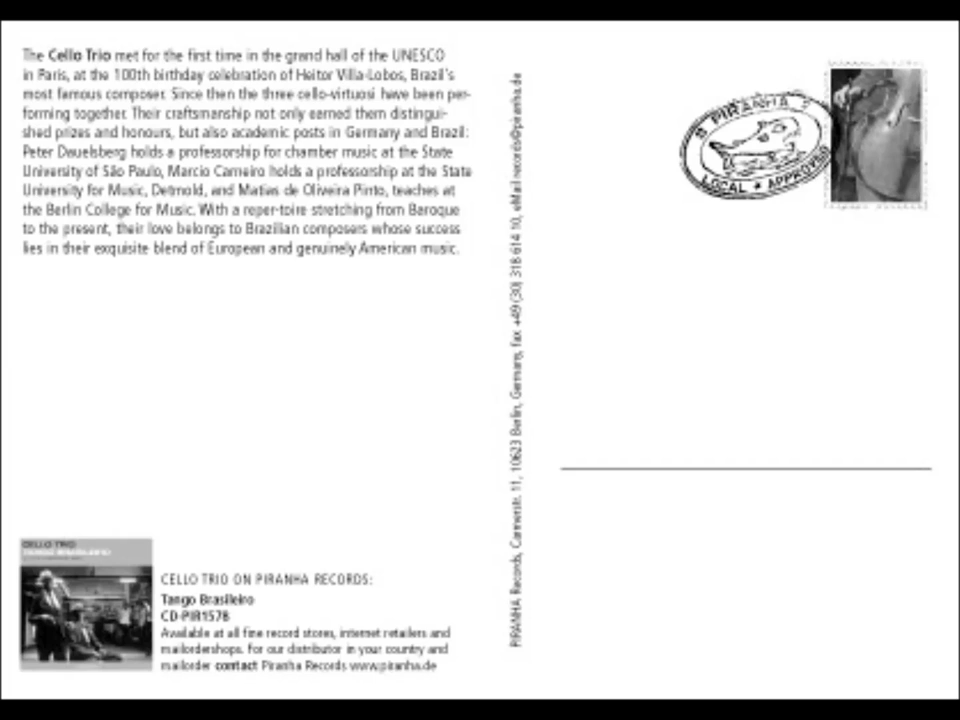 The Cello Trio met for the first time in the grand hall of the UNESCO
in Paris, at the 100th birthday celebration of Heitor Villa-Lobos, Brazil's
most famous composer. Since then the three cello-virtuosi have been per-
forming together. Their craftsmanship not only earned them distingui-
shed prizes and honours, but also academic posts in Germany and Brazil:
Peter Dauelsberg holds a professorship for chamber music at the State
University of São Paulo, Marcio Carneiro holds a professorship at the State
University for Music, Detmold, and Matias de Oliveira Pinto, teaches at
the Berlin College for Music. With a reper-toire stretching from Baroque
to the present, their love belongs to Brazilian composers whose success
lies in their exquisite blend of European and genuinely American music.
CELLO TRIO
CELLO TRIO ON PIRANHA RECORDS:
Tango Brasileiro
CD-PIR1578
Available at all fine record stores, internet retailers and
mailordershops. For our distributor in your country and
mailorder contact Piranha Records www.piranha.de
PIRANHA Records, Carmerstr. 11, 10623 Berlin, Germany, fax +49 (30) 318 614 10, eMail records@piranha.de
PIRANHA
LOCAL APPROVED